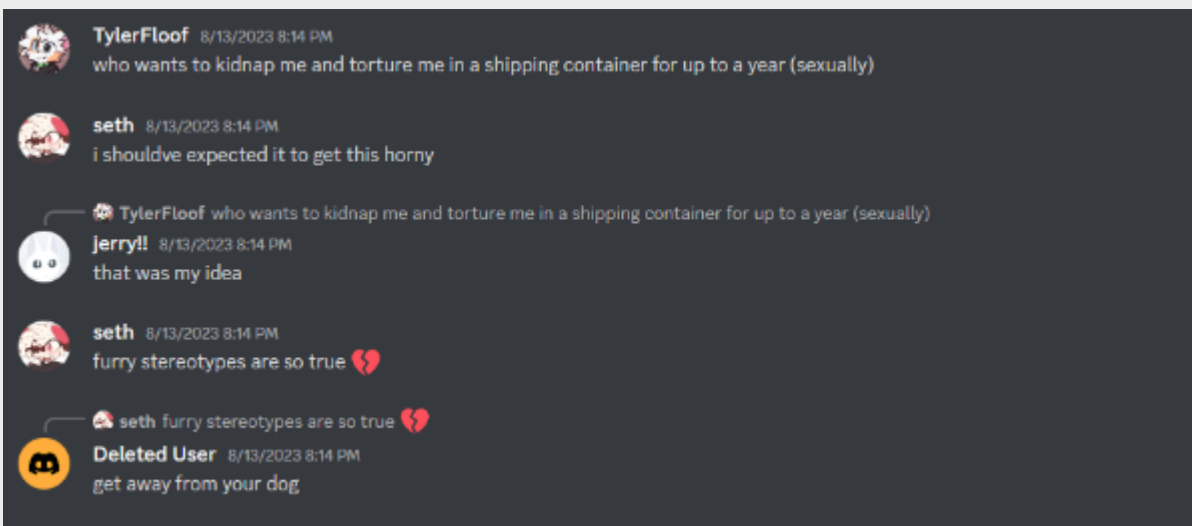 TylerFloof 8/13/2023 8:14 PM
who wants to kidnap me and torture me in a shipping container for up to a year (sexually)
seth 8/13/2023 8:14 PM
i shouldve expected it to get this horny
TylerFloof who wants to kidnap me and torture me in a shipping container for up to a year (sexually)
jerry!! 8/13/2023 8:14 PM
that was my idea
seth 8/13/2023 8:14 PM
furry stereotypes are so true 💔
seth furry stereotypes are so true 💔
Deleted User 8/13/2023 8:14 PM
get away from your dog